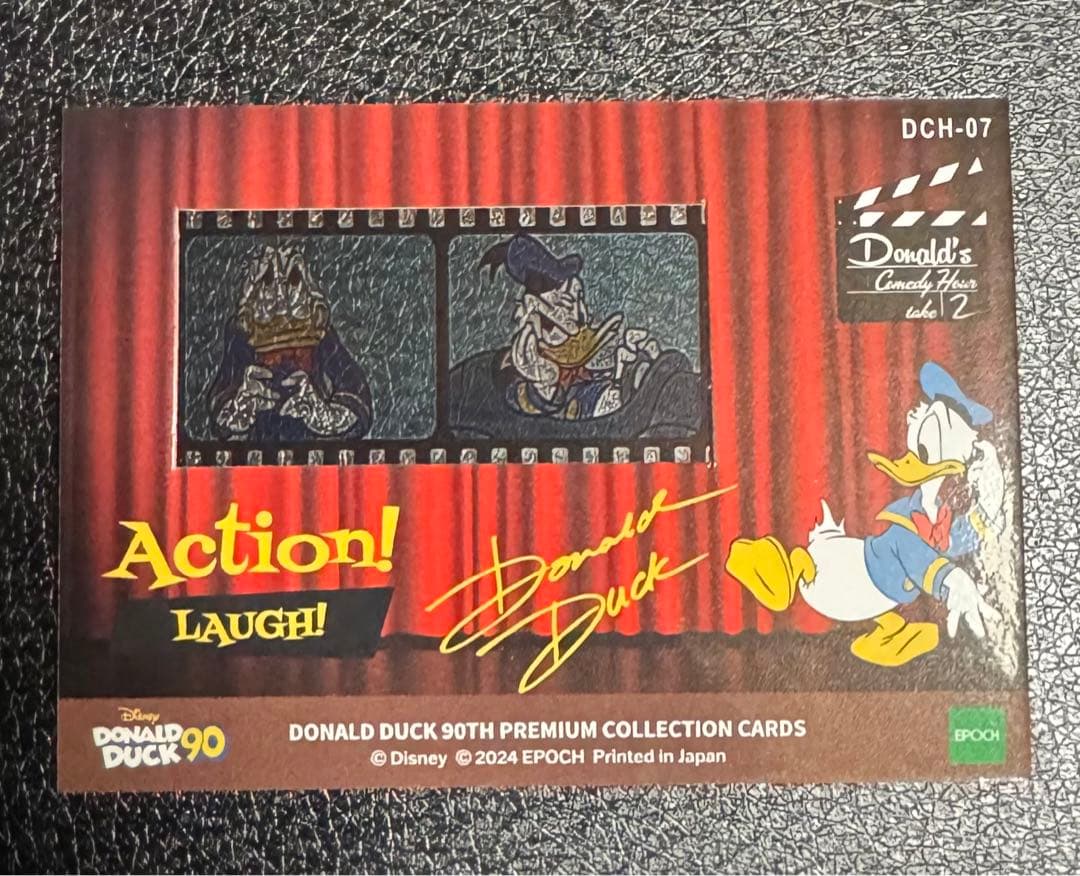 DCH-07
Donald's
Comedy Hour
take 2
Action!
LAUGH!
Donald
Duck
Disney
DONALD
DUCK 90
DONALD DUCK 90TH PREMIUM COLLECTION CARDS
© Disney © 2024 EPOCH Printed in Japan
EPOCH